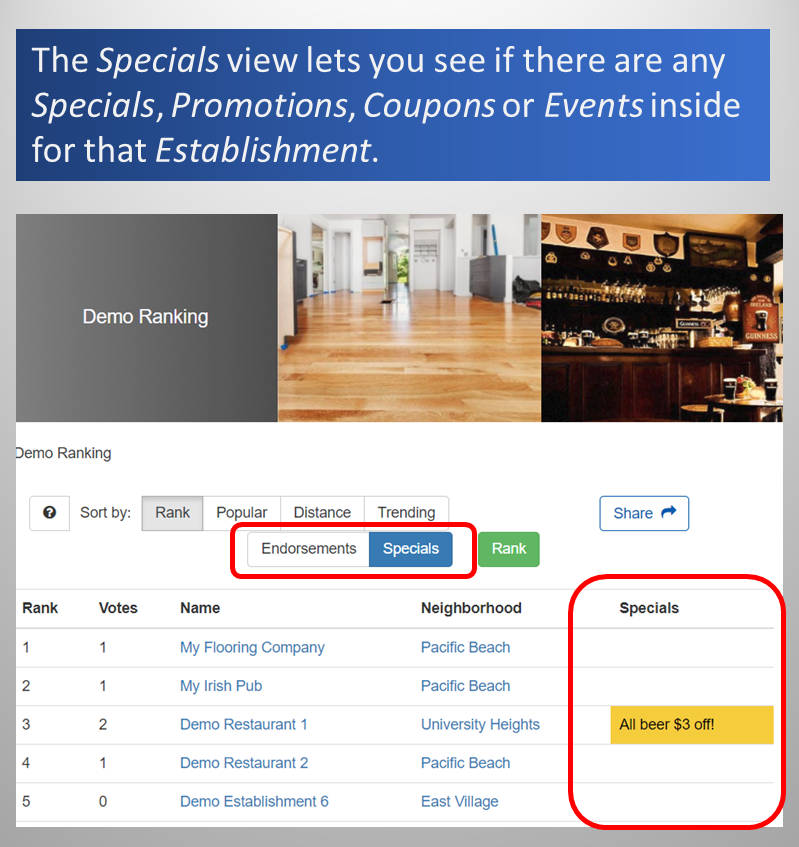 The Specials view lets you see if there are any
Specials, Promotions, Coupons or Events inside
for that Establishment.
Demo Ranking
GUINNESS
GUINNESS
Demo Ranking
Sort by: Rank Popular Distance Trending Share
Endorsements Specials Rank
Rank Votes Name Neighborhood Specials
1 1 My Flooring Company Pacific Beach
2 1 My Irish Pub Pacific Beach
3 2 Demo Restaurant 1 University Heights All beer $3 off!
4 1 Demo Restaurant 2 Pacific Beach
5 0 Demo Establishment 6 East Village